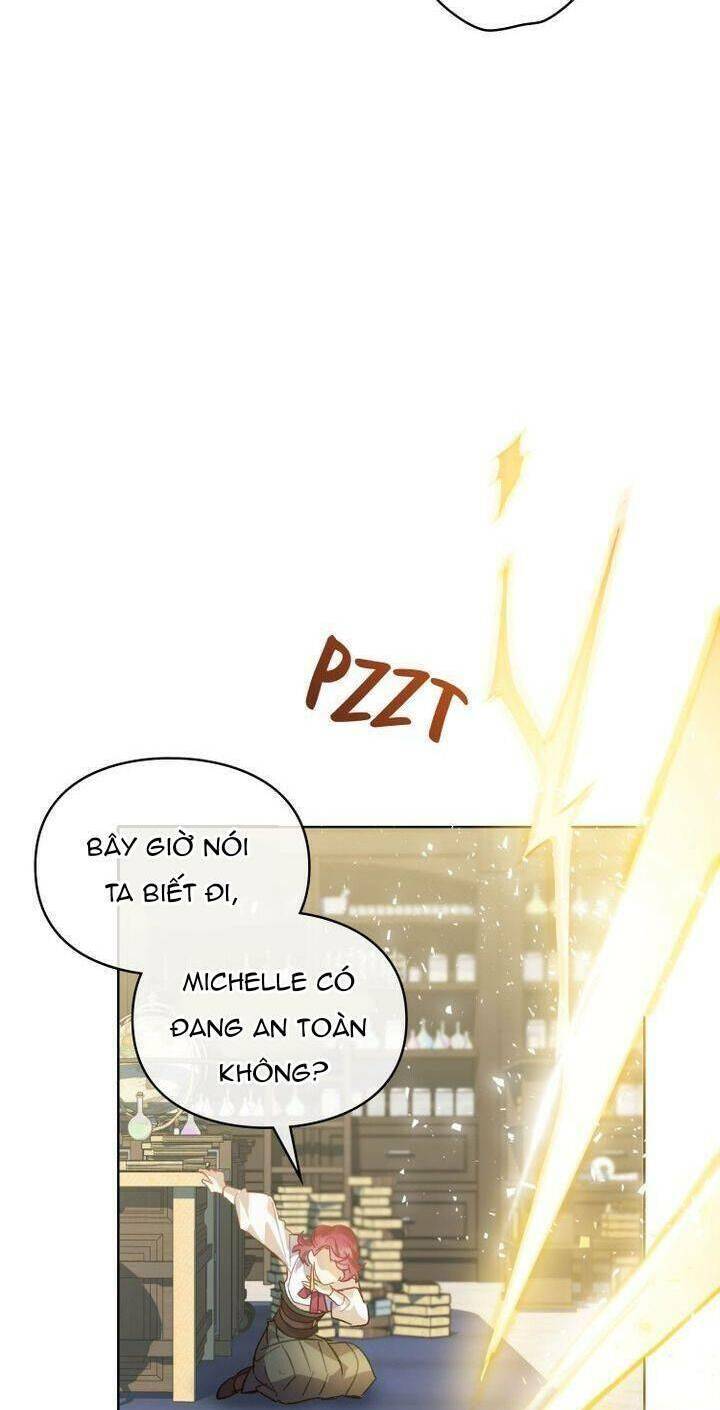 PZZT
BÂY GIỜ NÓI
TA BIẾT ĐI,
MICHELLE CÓ
ĐANG AN TOÀN
KHÔNG?